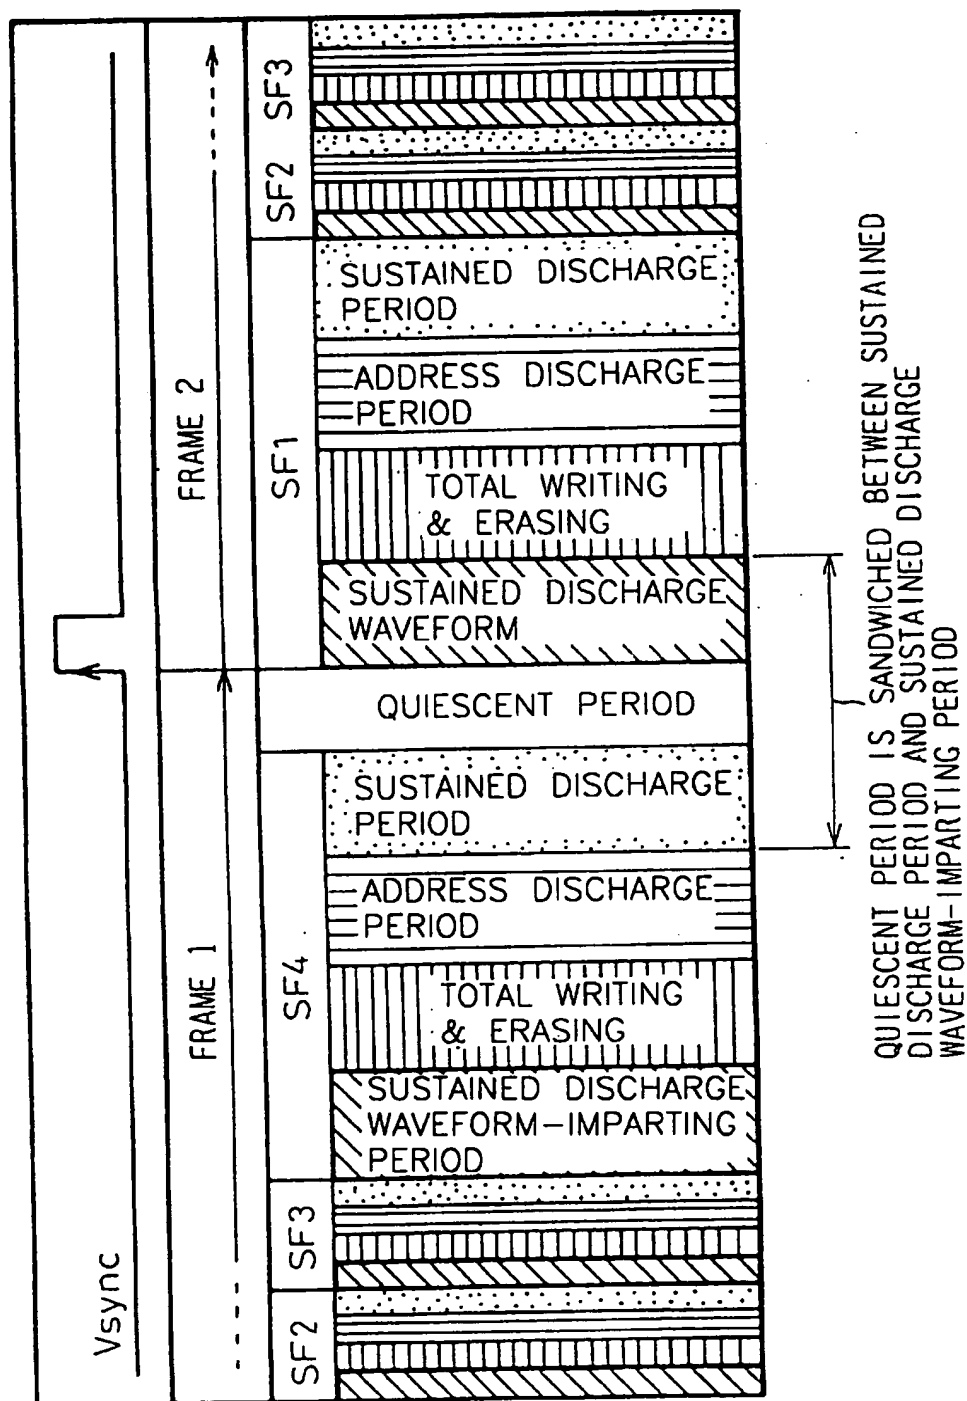 Vsync
FRAME 1
FRAME 2
SF2
SF3
SF4
SF1
SF2
SF3
SUSTAINED DISCHARGE
PERIOD
ADDRESS DISCHARGE
PERIOD
TOTAL WRITING
& ERASING
SUSTAINED DISCHARGE
WAVEFORM
QUIESCENT PERIOD
SUSTAINED DISCHARGE
PERIOD
ADDRESS DISCHARGE
PERIOD
TOTAL WRITING
& ERASING
SUSTAINED DISCHARGE
WAVEFORM-IMPARTING
PERIOD
QUIESCENT PERIOD IS SANDWICHED BETWEEN SUSTAINED
DISCHARGE PERIOD AND SUSTAINED DISCHARGE
WAVEFORM-IMPARTING PERIOD